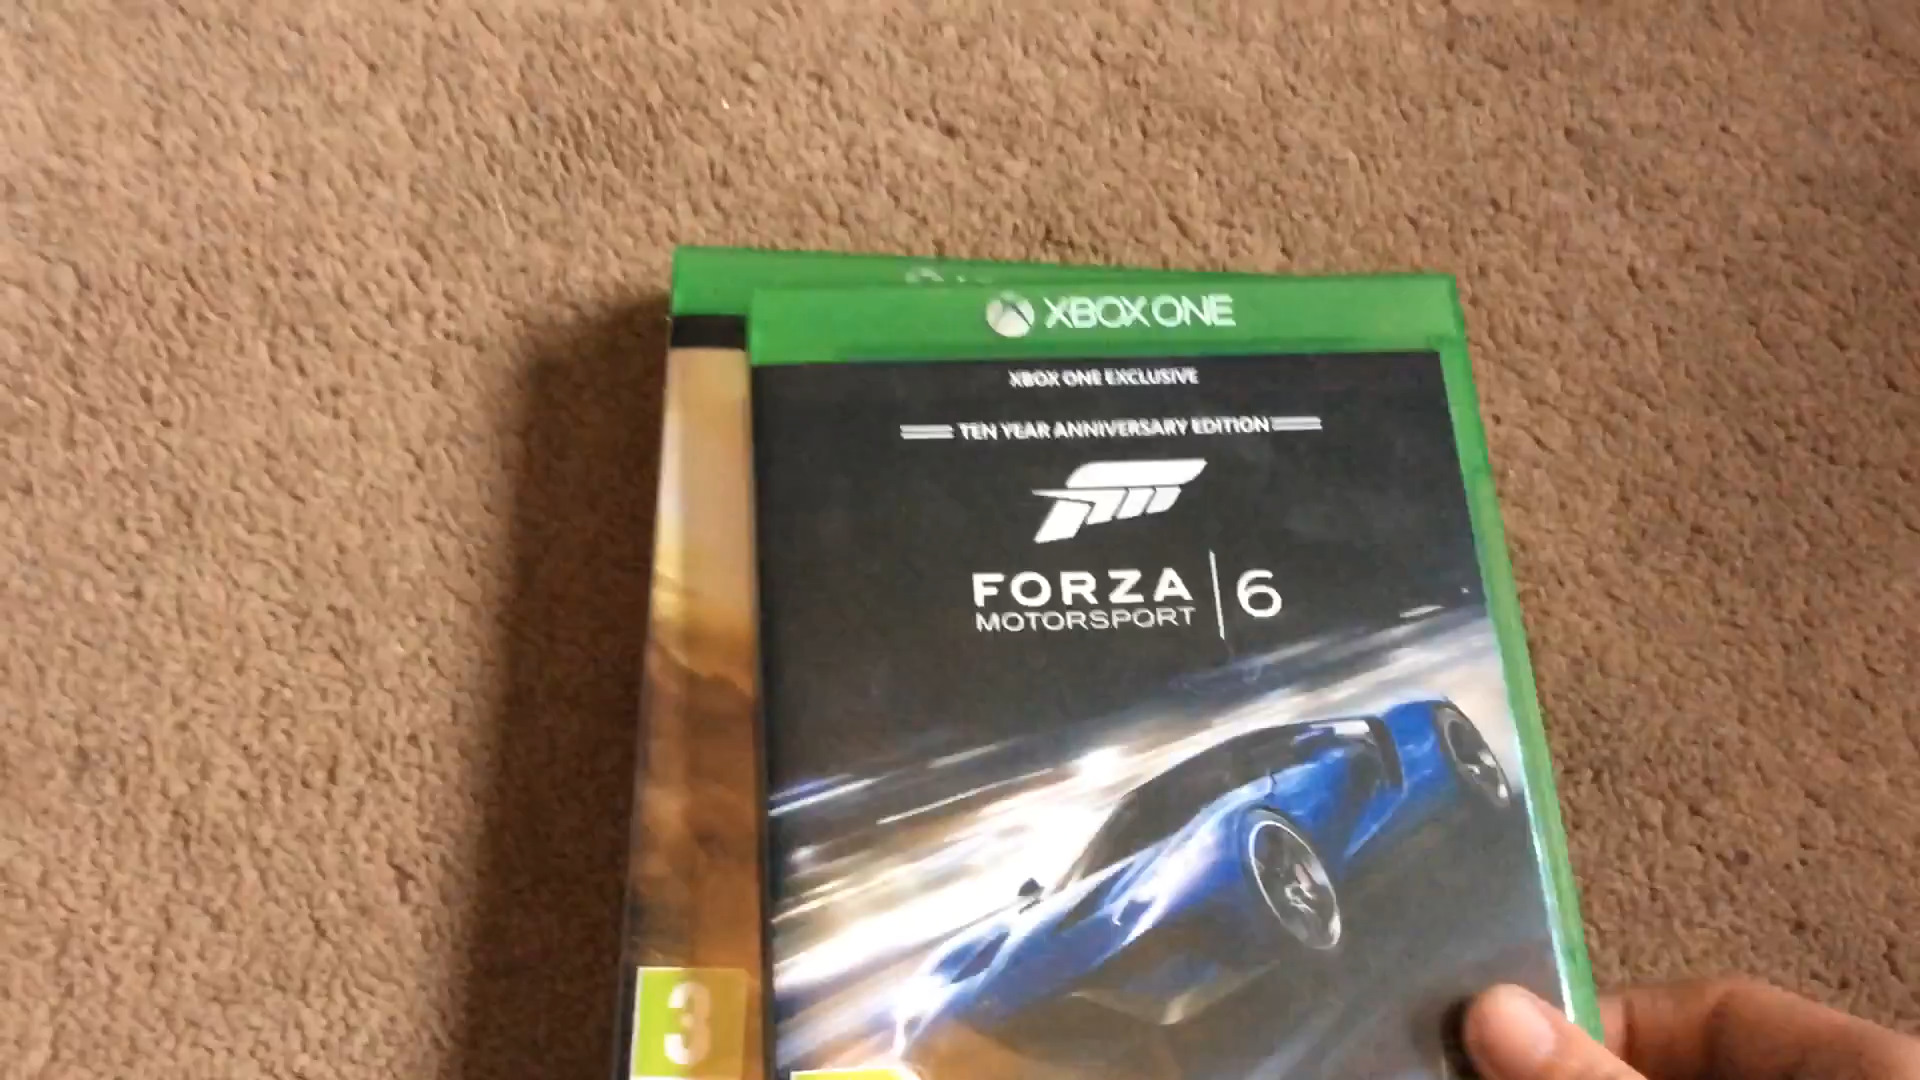 XBOX ONE
XBOX ONE EXCLUSIVE
TEN YEAR ANNIVERSARY EDITION
FORZA
MOTORSPORT
6
3